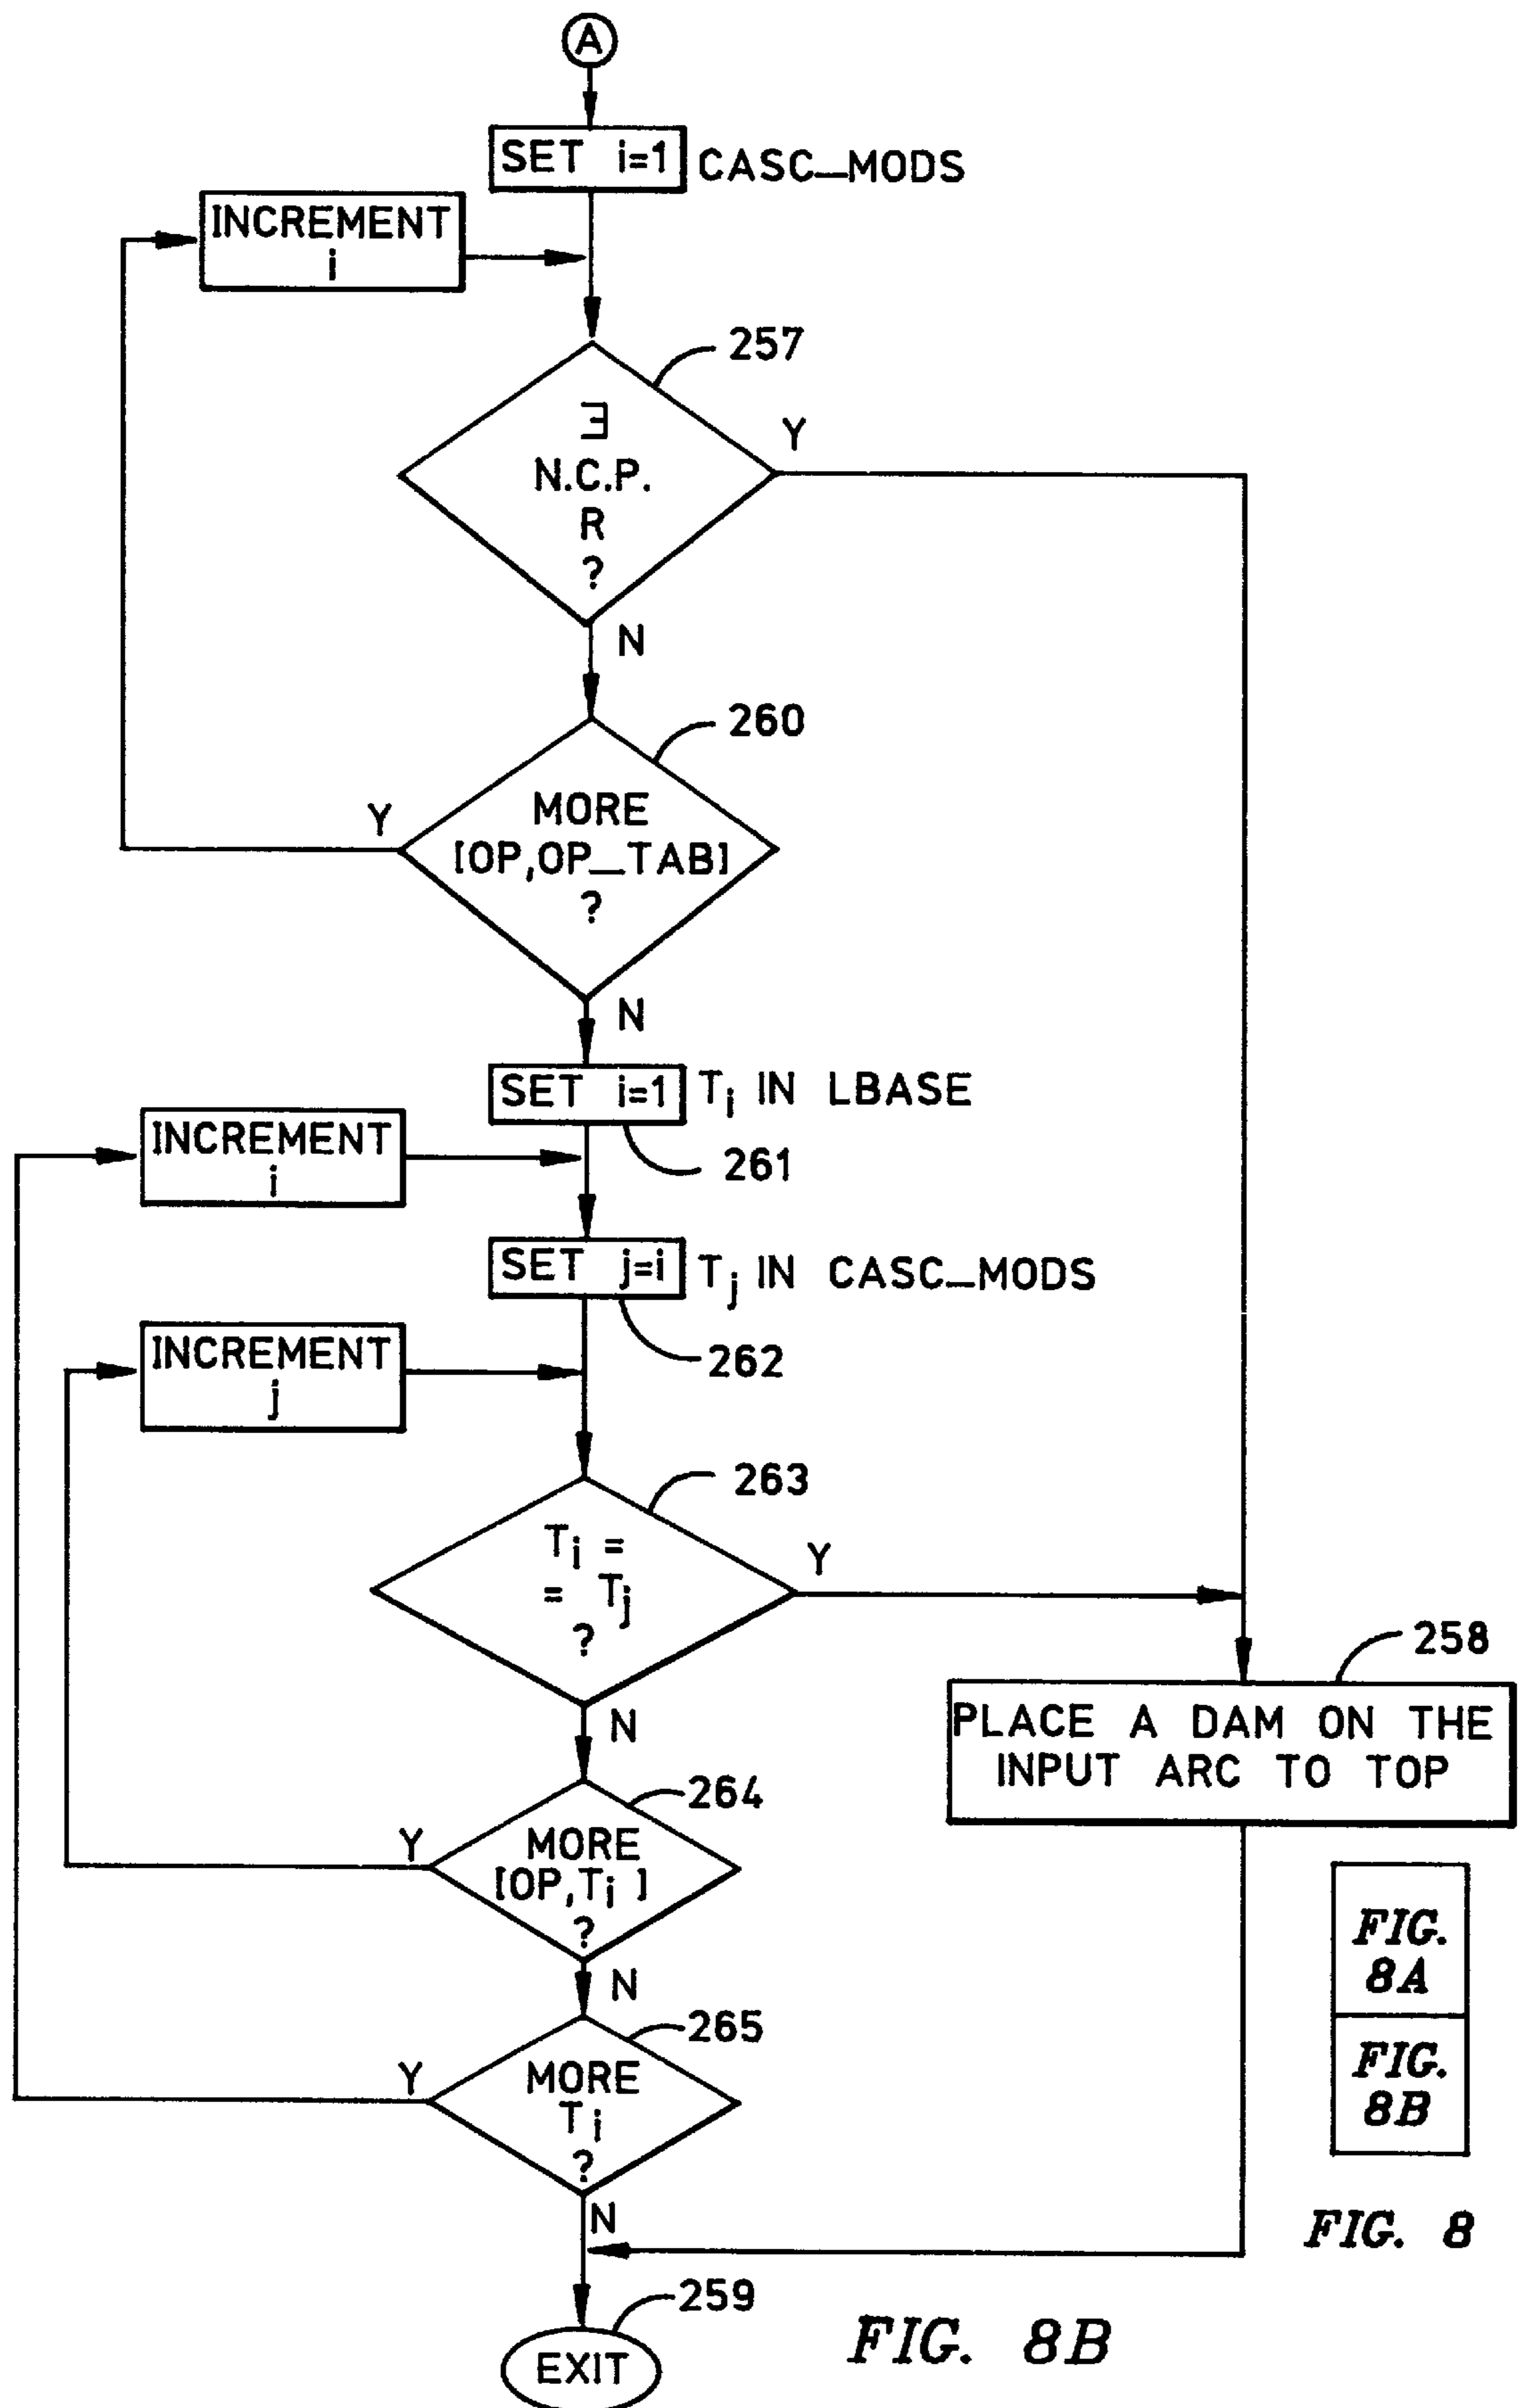 A
SET i=1 CASC_MODS
INCREMENT
i
257
∃
N.C.P.
R
?
Y
N
260
MORE
[OP,OP_TAB]
?
Y
N
SET i=1 Ti IN LBASE
261
INCREMENT
i
SET j=i Tj IN CASC_MODS
262
INCREMENT
j
263
Ti =
= Tj
?
Y
N
258
PLACE A DAM ON THE
INPUT ARC TO TOP
264
MORE
[OP,Ti]
?
Y
N
265
MORE
Ti
?
Y
N
259
EXIT
FIG.
8A
FIG.
8B
FIG. 8
FIG. 8B